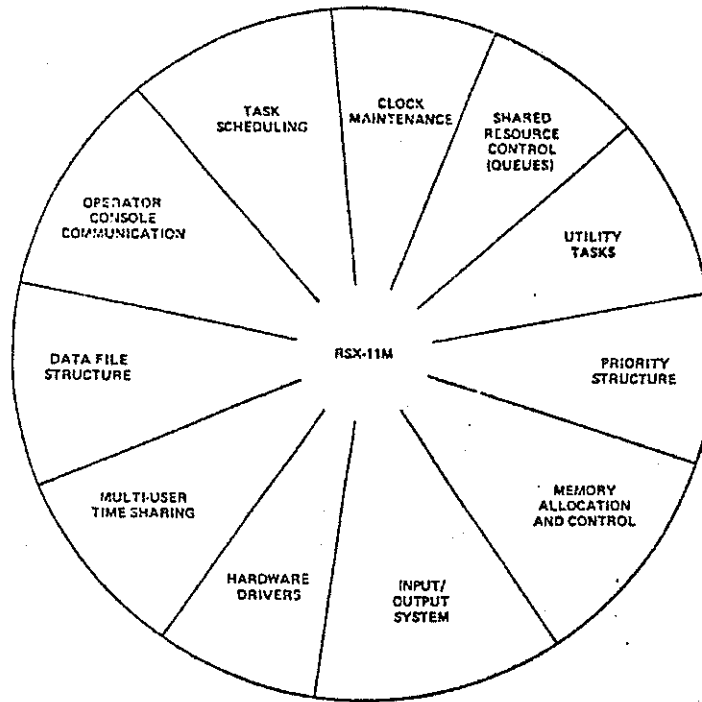 TASK
SCHEDULING
CLOCK
MAINTENANCE
SHARED
RESOURCE
CONTROL
(QUEUES)
UTILITY
TASKS
PRIORITY
STRUCTURE
MEMORY
ALLOCATION
AND CONTROL
INPUT/
OUTPUT
SYSTEM
HARDWARE
DRIVERS
MULTI-USER
TIME SHARING
DATA FILE
STRUCTURE
OPERATOR
CONSOLE
COMMUNICATION
RSX-11M